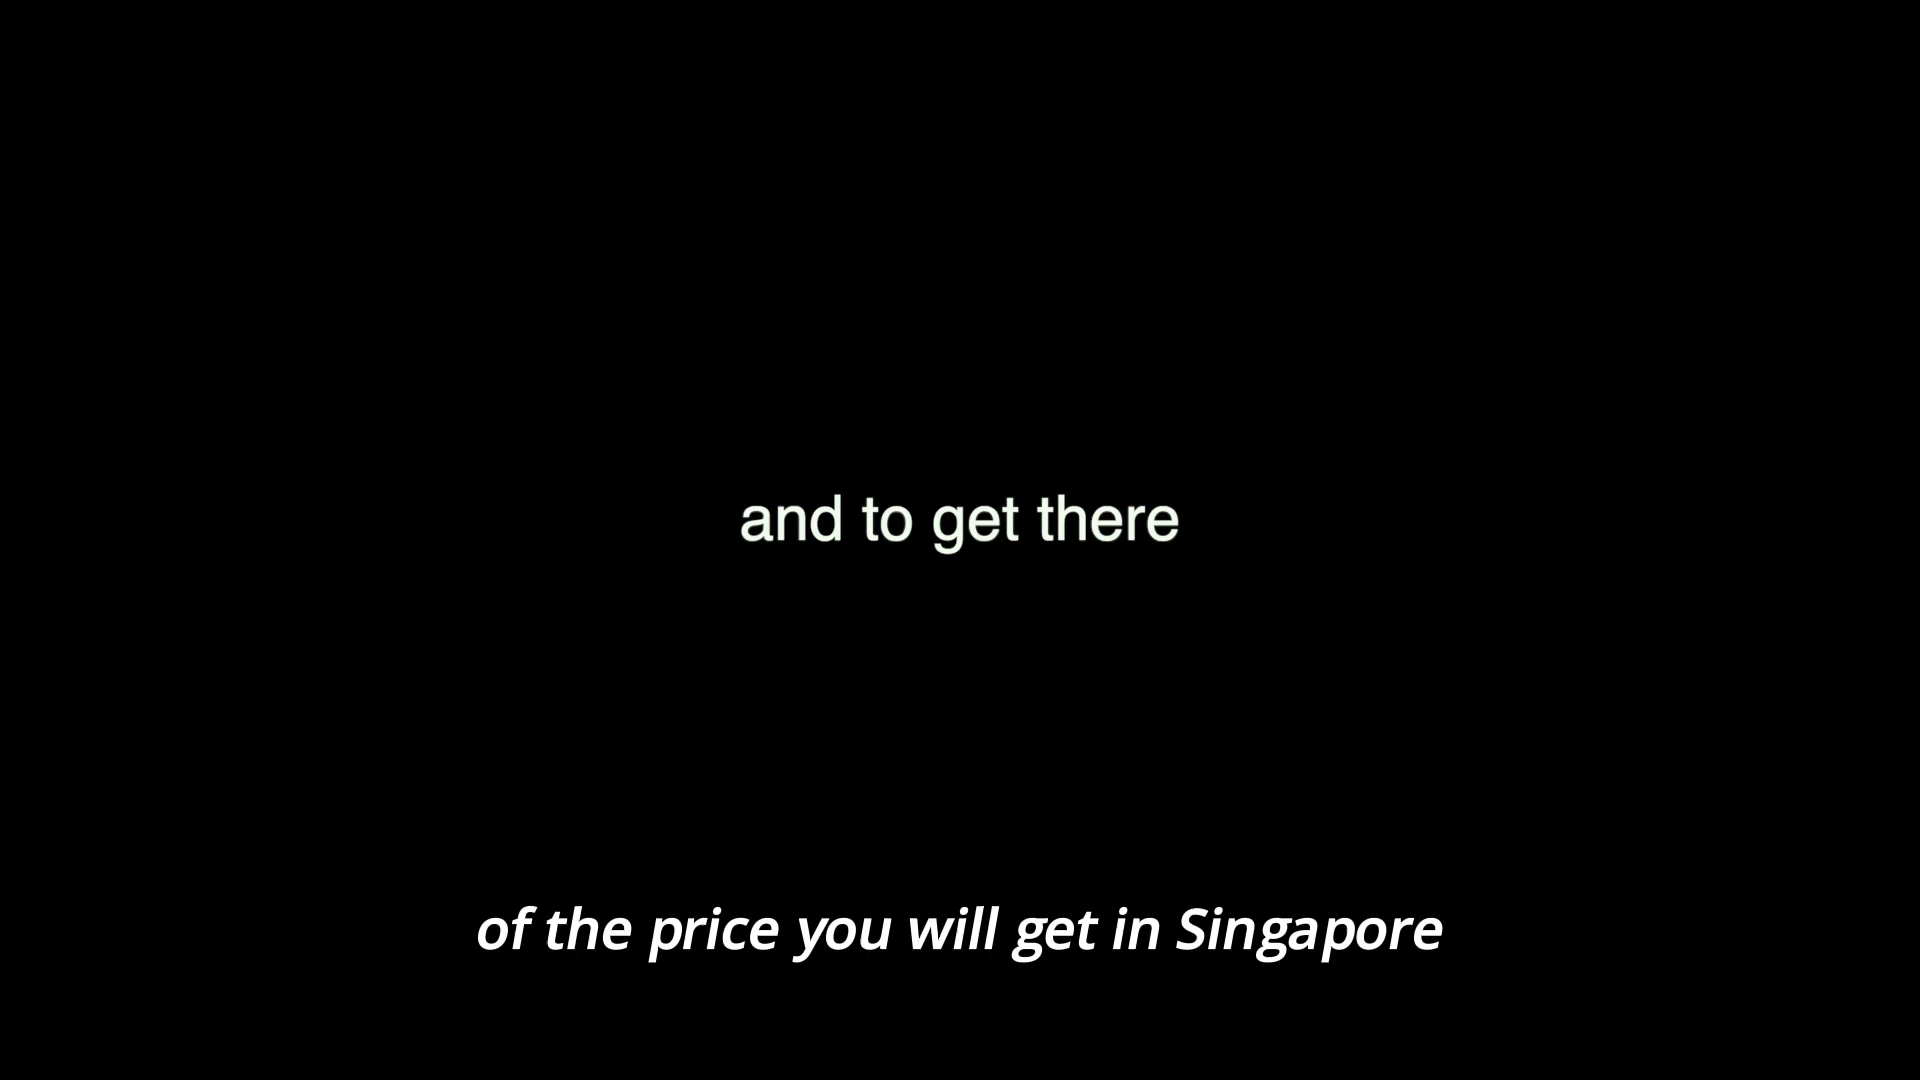 and to get there
of the price you will get in Singapore